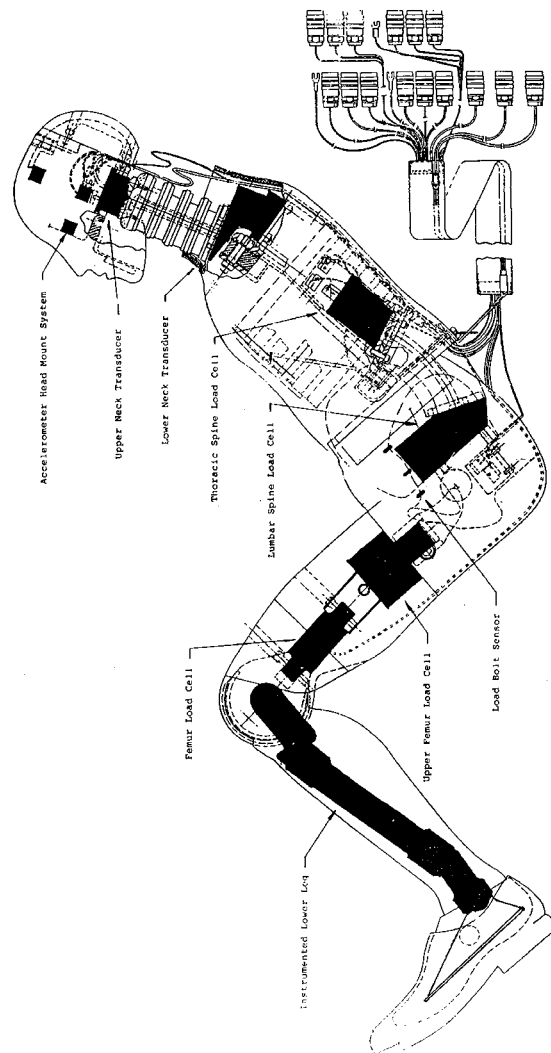 Accelerometer Head Mount System
Upper Neck Transducer
Lower Neck Transducer
Thoracic Spine Load Cell
Lumbar Spine Load Cell
Femur Load Cell
Load Bolt Sensor
Upper Femur Load Cell
Instrumented Lower Leg